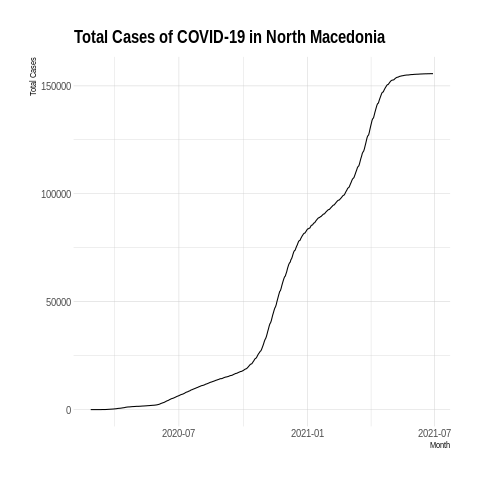 Total Cases of COVID-19 in North Macedonia
Total Cases
150000
100000
50000
0
2020-07
2021-01
2021-07
Month